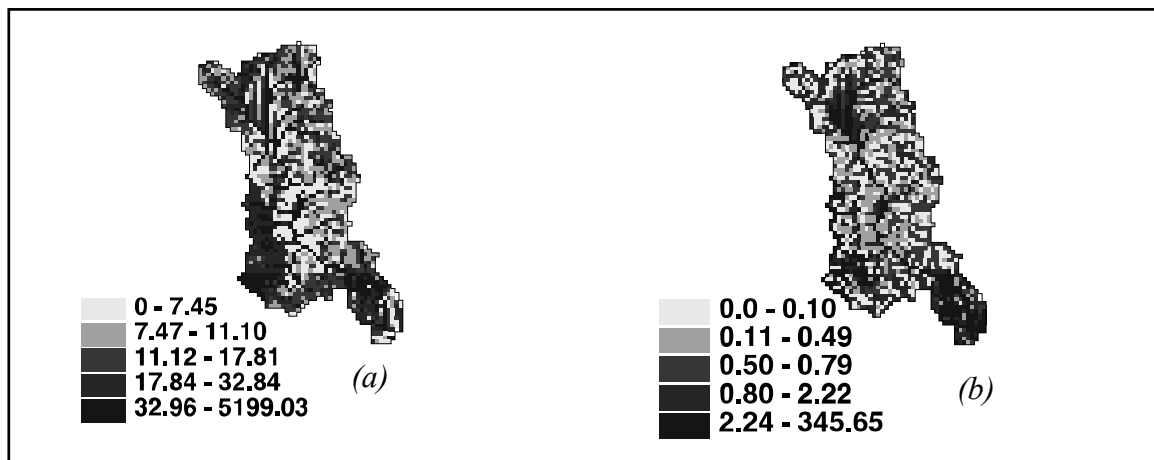 0 - 7.45
7.47 - 11.10
11.12 - 17.81
17.84 - 32.84
32.96 - 5199.03
(a)
0.0 - 0.10
0.11 - 0.49
0.50 - 0.79
0.80 - 2.22
2.24 - 345.65
(b)